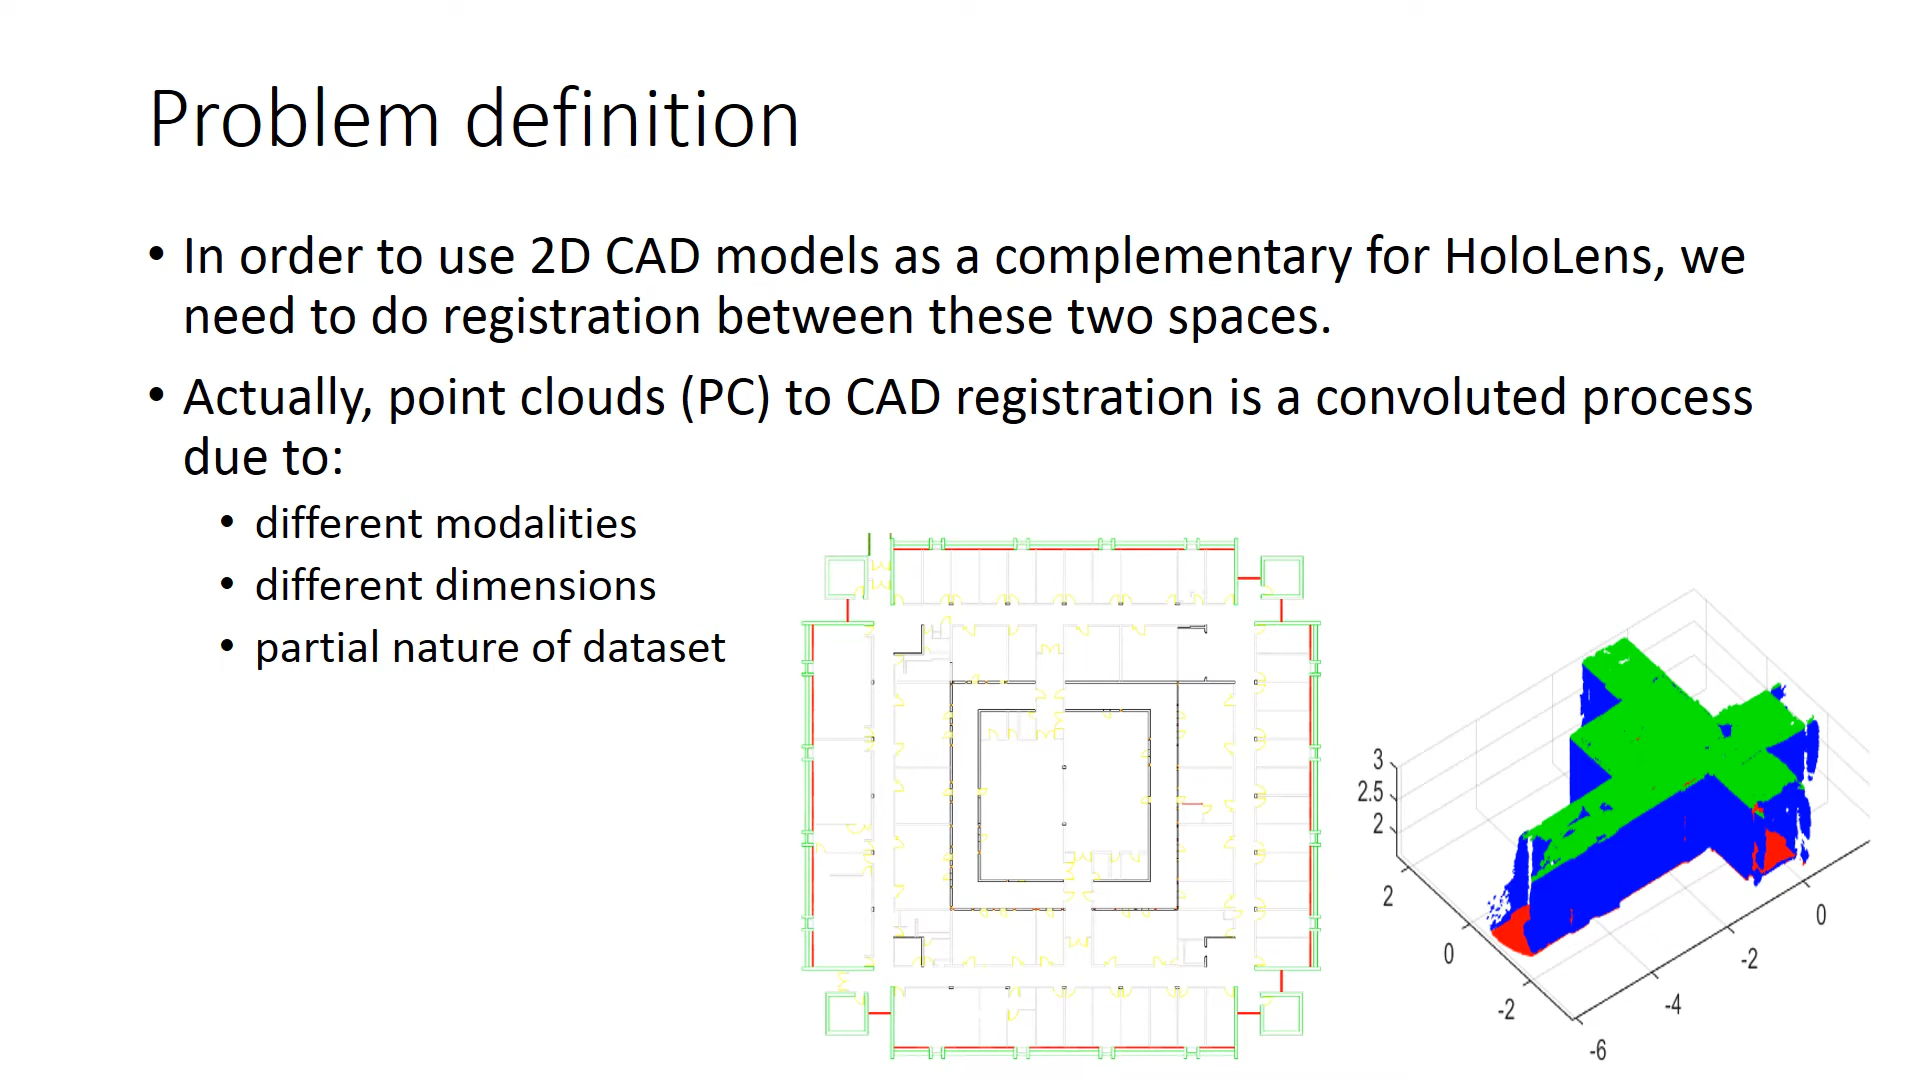 Problem definition
• In order to use 2D CAD models as a complementary for HoloLens, we
need to do registration between these two spaces.
• Actually, point clouds (PC) to CAD registration is a convoluted process
due to:
• different modalities
• different dimensions
• partial nature of dataset
3
2.5
2
2
0
-2
0
-2
-4
-6